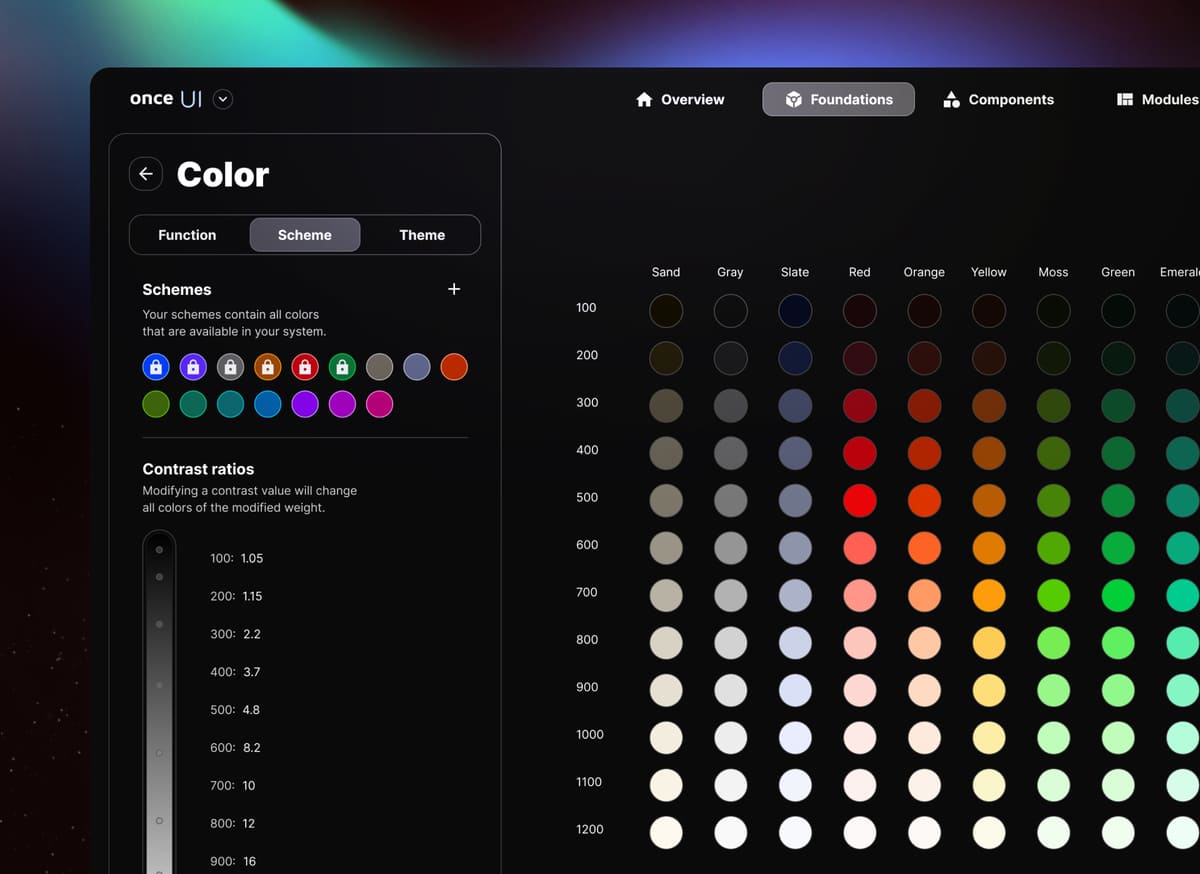 once UI
Overview
Foundations
Components
Modules
Color
Function
Scheme
Theme
Schemes
Your schemes contain all colors
that are available in your system.
Contrast ratios
Modifying a contrast value will change
all colors of the modified weight.
100: 1.05
200: 1.15
300: 2.2
400: 3.7
500: 4.8
600: 8.2
700: 10
800: 12
900: 16
Sand Gray Slate Red Orange Yellow Moss Green
100
200
300
400
500
600
700
800
900
1000
1100
1200